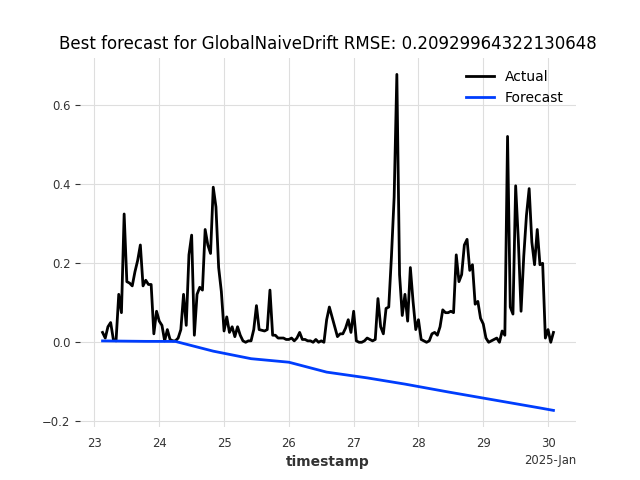 Best forecast for GlobalNaiveDrift RMSE: 0.20929964322130648
Actual
Forecast
0.6
0.4
0.2
0.0
−0.2
23 24 25 26 27 28 29 30
timestamp
2025-Jan